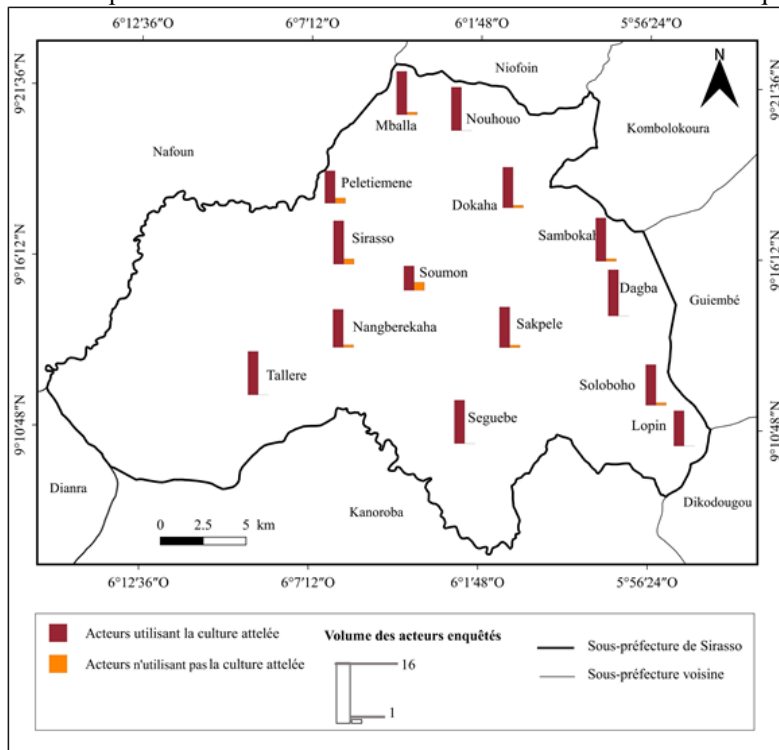 6°12′36″O 6°7′12″O 6°1′48″O 5°56′24″O
9°21′36″N
9°21′36″N
N
Niofoin
Kombolokoura
Mballa
Nouhouo
Nafoun
Peletiemene
Dokaha
Sirasso
Sambokah
9°16′12″N
9°16′12″N
Soumon
Dagba
Guiembé
Nangberekaha
Sakpele
Tallere
Soloboho
Seguebe
Lopin
9°10′48″N
9°10′48″N
Dianra
Kanoroba
Dikodougou
0 2.5 5 km
6°12′36″O 6°7′12″O 6°1′48″O 5°56′24″O
Acteurs utilisant la culture attelée
Acteurs n'utilisant pas la culture attelée
Volume des acteurs enquêtés
16
1
Sous-préfecture de Sirasso
Sous-préfecture voisine